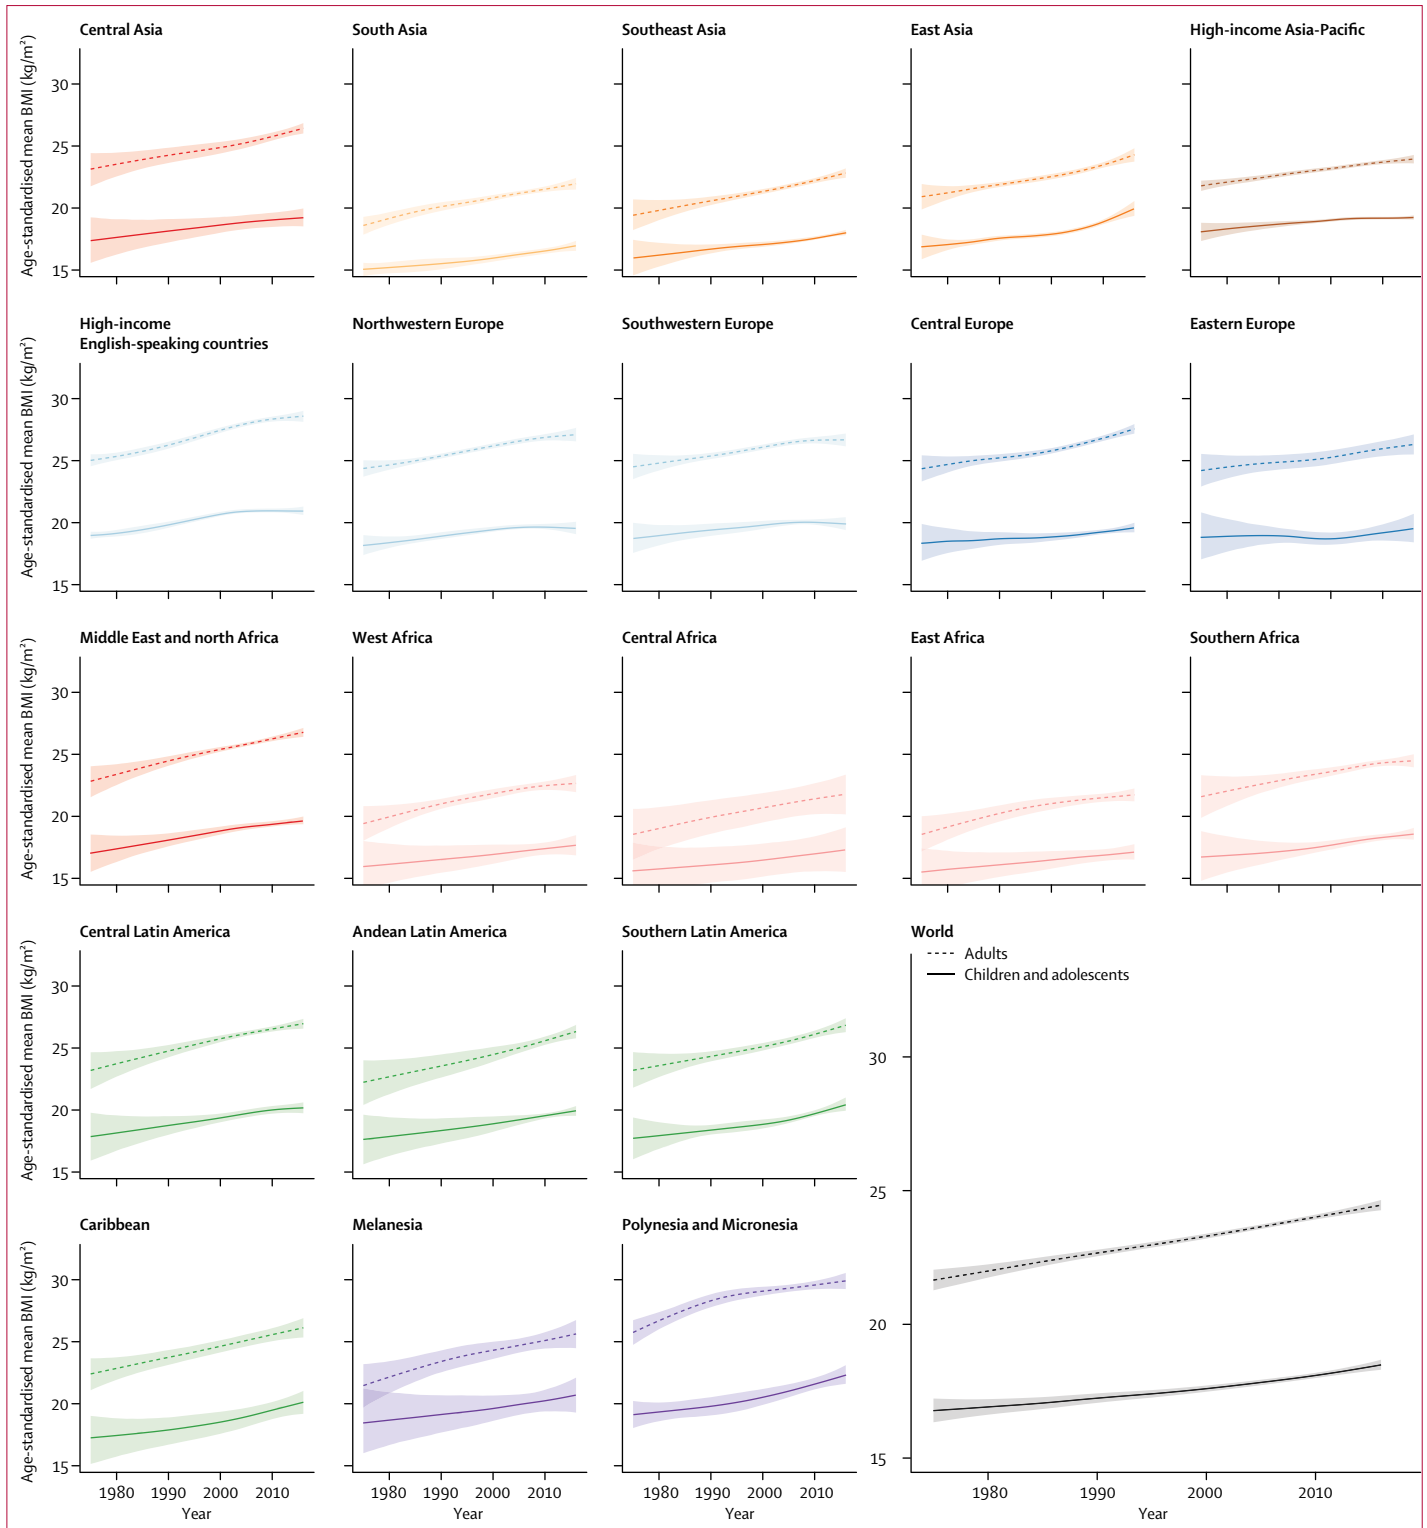 Central Asia
South Asia
Southeast Asia
East Asia
High-income Asia-Pacific
Age-standardised mean BMI (kg/m²)
30
25
20
15
High-income
English-speaking countries
Northwestern Europe
Southwestern Europe
Central Europe
Eastern Europe
Age-standardised mean BMI (kg/m²)
30
25
20
15
Middle East and north Africa
West Africa
Central Africa
East Africa
Southern Africa
Age-standardised mean BMI (kg/m²)
30
25
20
15
Central Latin America
Andean Latin America
Southern Latin America
Age-standardised mean BMI (kg/m²)
30
25
20
15
World
Adults
Children and adolescents
30
25
20
15
Caribbean
Melanesia
Polynesia and Micronesia
Age-standardised mean BMI (kg/m²)
30
25
20
15
1980 1990 2000 2010
Year
1980 1990 2000 2010
Year
1980 1990 2000 2010
Year
1980 1990 2000 2010
Year